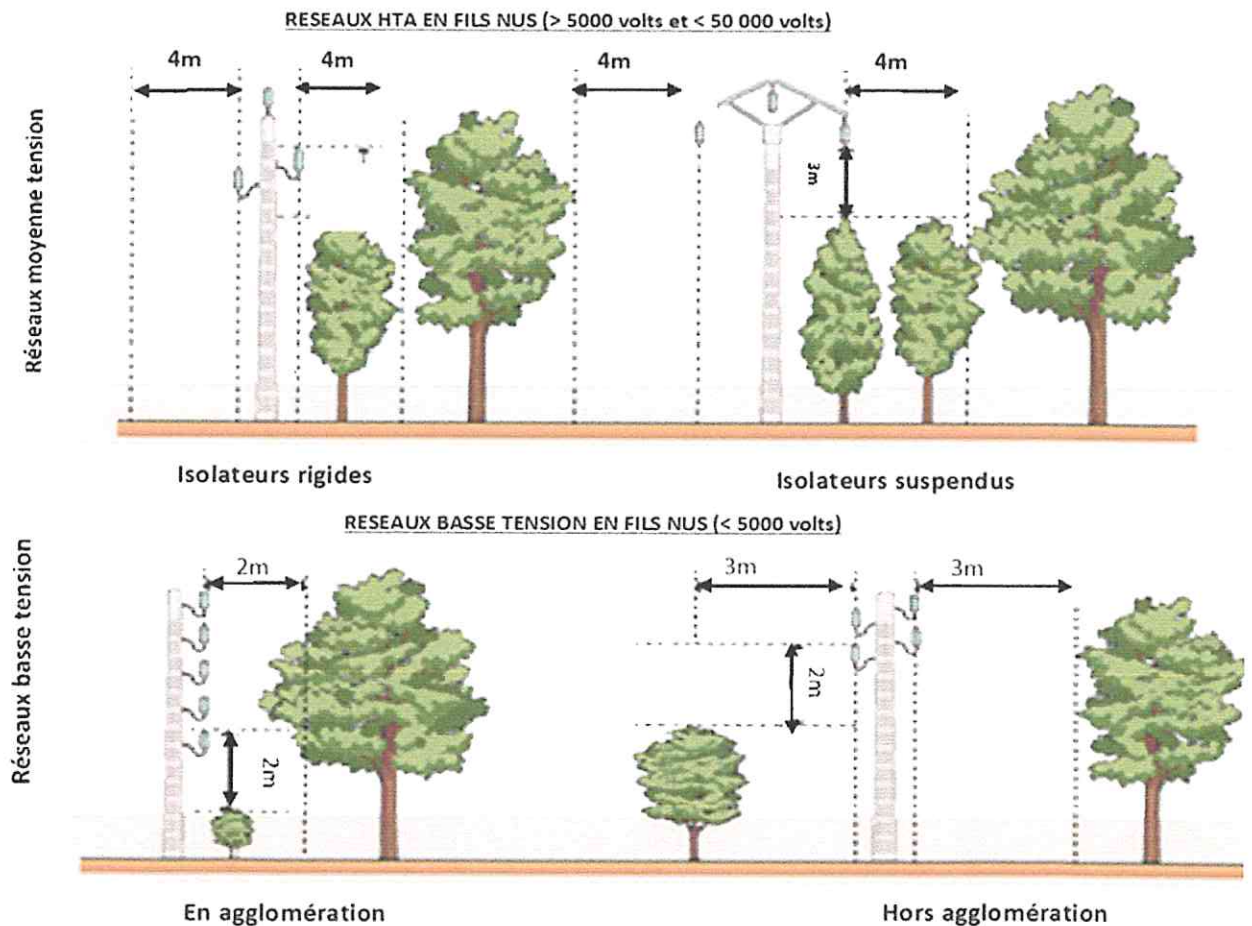 RESEAUX HTA EN FILS NUS (> 5000 volts et < 50 000 volts)
4m
4m
4m
4m
3m
Réseaux moyenne tension
Isolateurs rigides
Isolateurs suspendus
RESEAUX BASSE TENSION EN FILS NUS (< 5000 volts)
2m
3m
3m
2m
2m
Réseaux basse tension
En agglomération
Hors agglomération